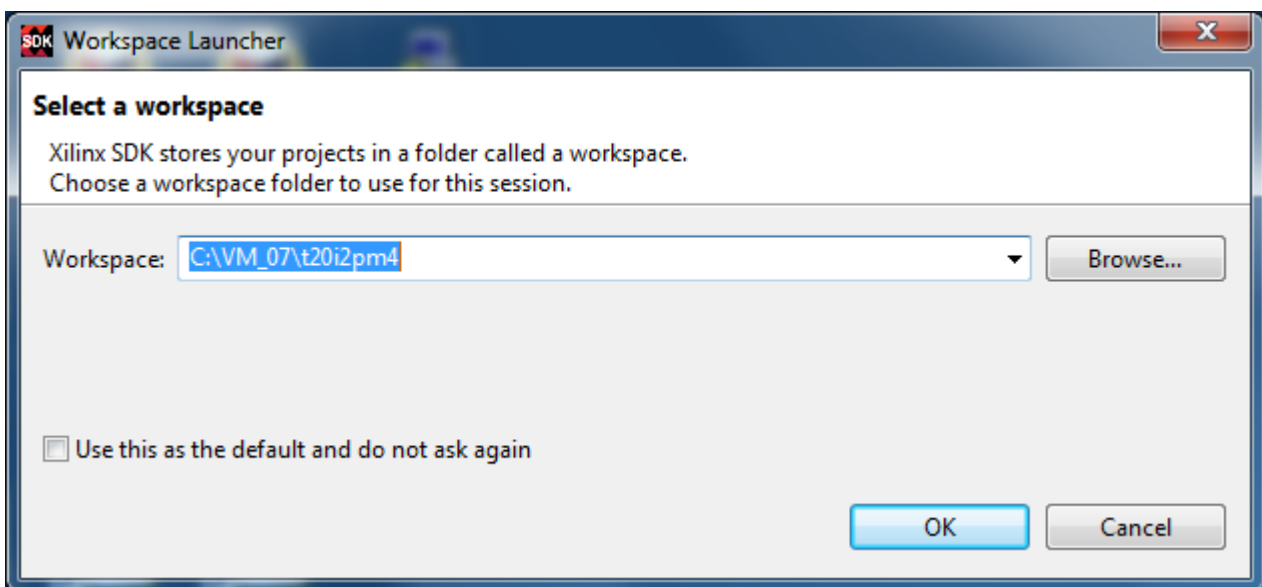 SDK Workspace Launcher
Select a workspace
Xilinx SDK stores your projects in a folder called a workspace.
Choose a workspace folder to use for this session.
Workspace: C:\VM_07\t20i2pm4 Browse...
Use this as the default and do not ask again
OK Cancel